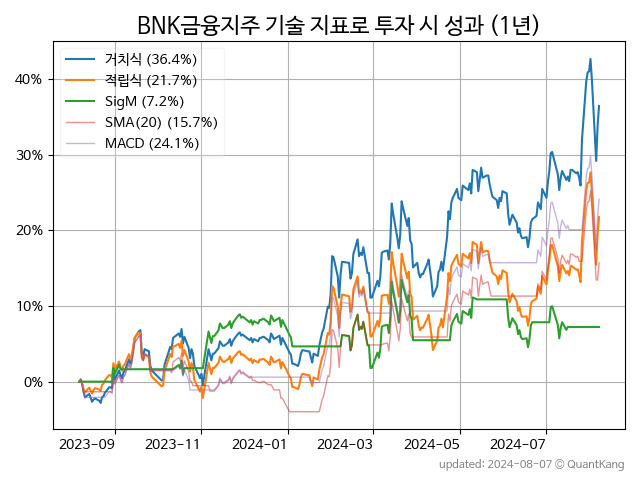 BNK금융지주 기술 지표로 투자 시 성과 (1년)
거치식 (36.4%)
적립식 (21.7%)
SigM (7.2%)
SMA(20) (15.7%)
MACD (24.1%)
40%
30%
20%
10%
0%
2023-09 2023-11 2024-01 2024-03 2024-05 2024-07
updated: 2024-08-07 © QuantKang